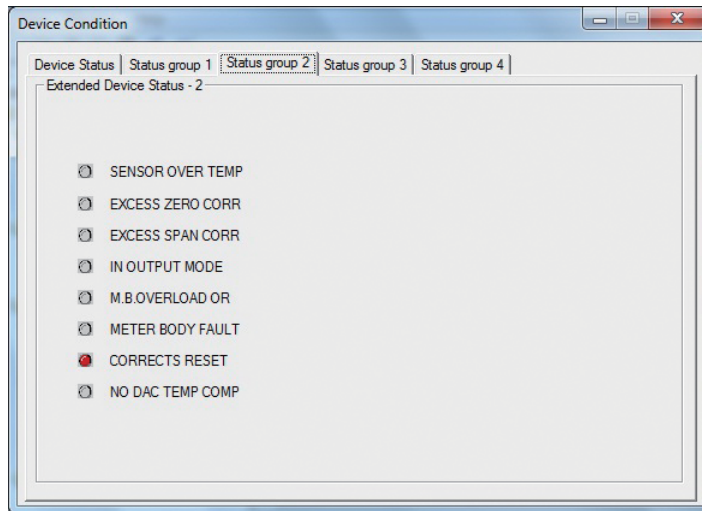 Device Condition
Device Status Status group 1 Status group 2 Status group 3 Status group 4
Extended Device Status - 2
SENSOR OVER TEMP
EXCESS ZERO CORR
EXCESS SPAN CORR
IN OUTPUT MODE
M.B.OVERLOAD OR
METER BODY FAULT
CORRECTS RESET
NO DAC TEMP COMP